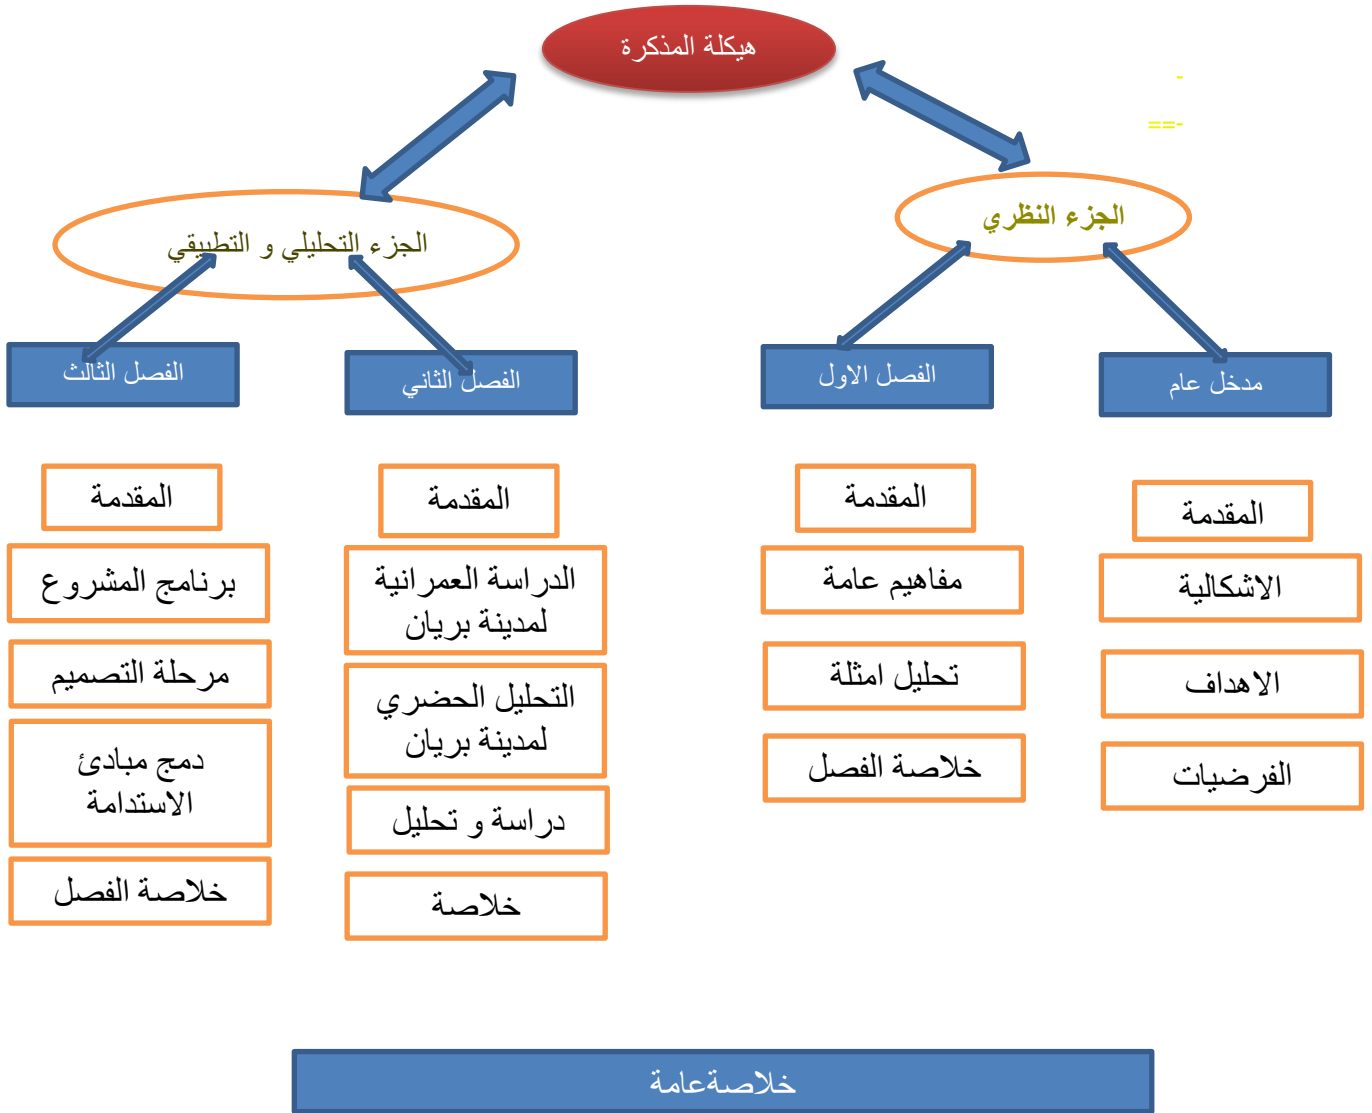 هيكلة المذكرة
-
-==
الجزء النظري
الجزء التحليلي و التطبيقي
مدخل عام
الفصل الاول
الفصل الثاني
الفصل الثالث
المقدمة
الاشكالية
الاهداف
الفرضيات
المقدمة
مفاهيم عامة
تحليل امثلة
خلاصة الفصل
المقدمة
الدراسة العمرانية
لمدينة بريان
التحليل الحضري
لمدينة بريان
دراسة و تحليل
خلاصة
المقدمة
برنامج المشروع
مرحلة التصميم
دمج مبادئ
الاستدامة
خلاصة الفصل
خلاصةعامة